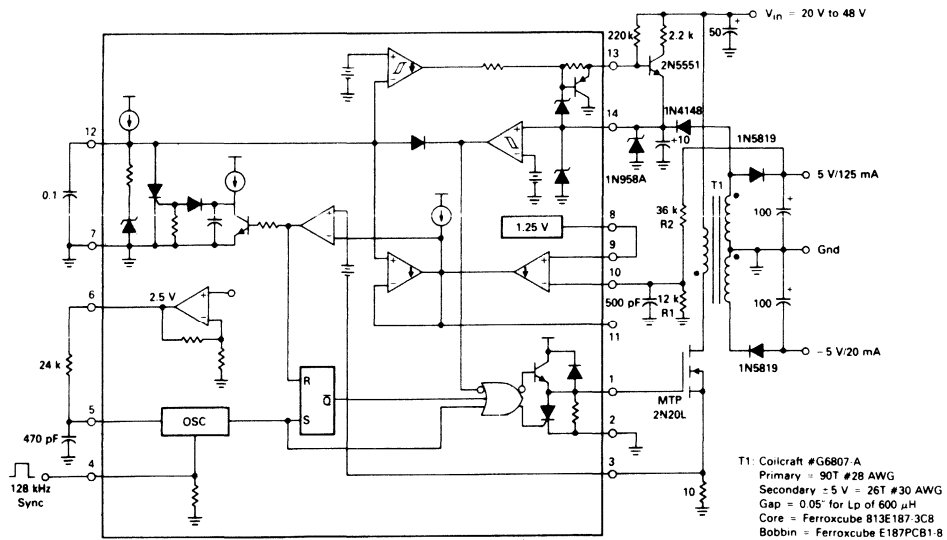 Vin = 20 V to 48 V
50
+
220k
2.2 k
13
2N5551
14
1N4148
+10
1N5819
1N958A
12
0.1
7
T1
5 V/125 mA
100
+
36 k
R2
8
1.25 V
9
10
Gnd
500 pF
12 k
R1
100
+
11
- 5 V/20 mA
1N5819
6
2.5 V
24 k
R
Q
S
1
MTP
2N20L
2
5
OSC
470 pF
4
3
128 kHz
Sync
10
T1: Coilcraft #G6807-A
Primary = 90T #28 AWG
Secondary ±5 V = 26T #30 AWG
Gap = 0.05" for Lp of 600 µH
Core = Ferroxcube 813E187-3C8
Bobbin = Ferroxcube E187PCB1-8